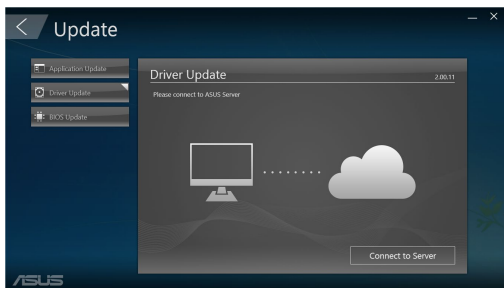 Update
Application Update
Driver Update
BIOS Update
Driver Update
2.00.11
Please connect to ASUS Server
Connect to Server
ASUS